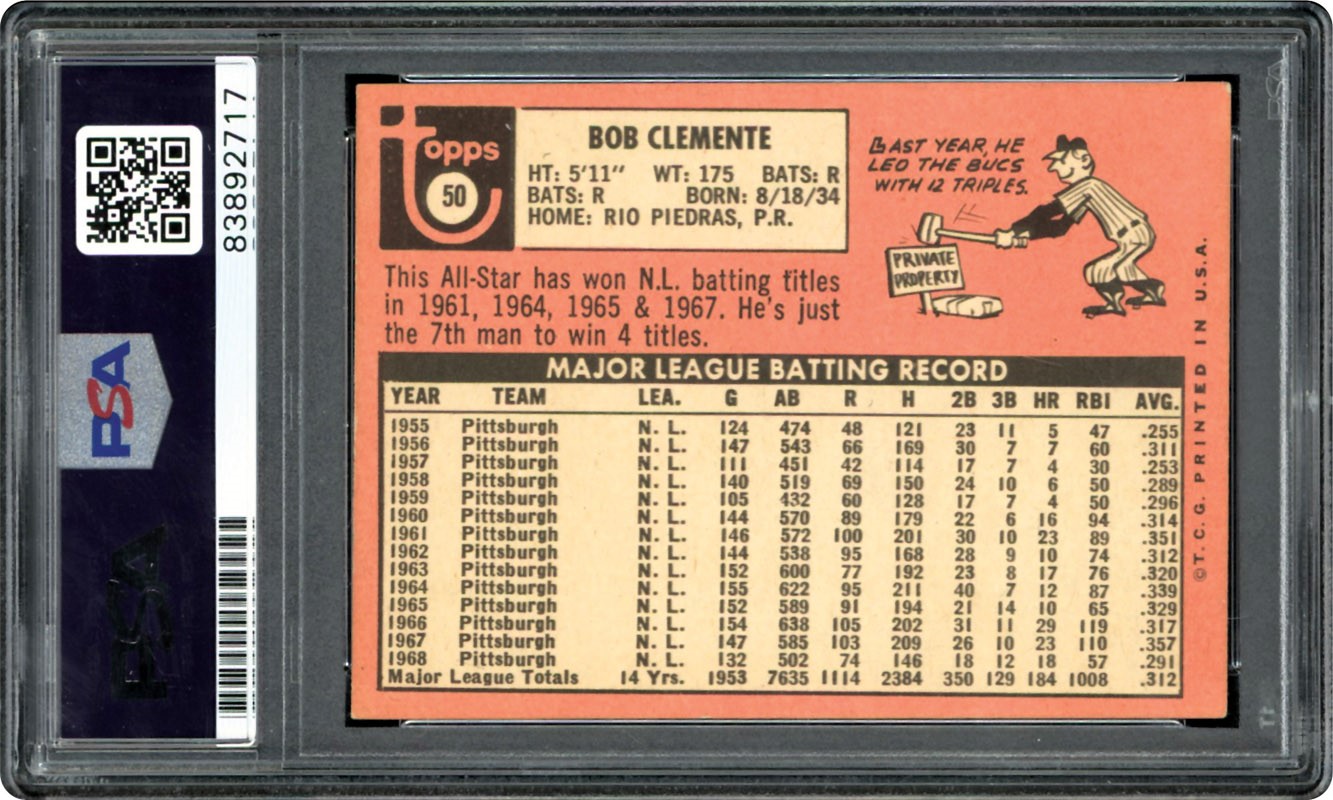 83892717
PSA
PSA
Topps
50
BOB CLEMENTE
HT: 5'11" WT: 175 BATS: R
BATS: R BORN: 8/18/34
HOME: RIO PIEDRAS, P.R.
LAST YEAR, HE
LED THE BUCS
WITH 12 TRIPLES.
PRIVATE
PROPERTY
This All-Star has won N.L. batting titles
in 1961, 1964, 1965 & 1967. He's just
the 7th man to win 4 titles.
MAJOR LEAGUE BATTING RECORD
YEAR TEAM LEA. G AB R H 2B 3B HR RBI AVG.
1955 Pittsburgh N. L. 124 474 48 121 23 11 5 47 .255
1956 Pittsburgh N. L. 147 543 66 169 30 7 7 60 .311
1957 Pittsburgh N. L. 111 451 42 114 17 7 4 30 .253
1958 Pittsburgh N. L. 140 519 69 150 24 10 6 50 .289
1959 Pittsburgh N. L. 105 432 60 128 17 7 4 50 .296
1960 Pittsburgh N. L. 144 570 89 179 22 6 16 94 .314
1961 Pittsburgh N. L. 146 572 100 201 30 10 23 89 .351
1962 Pittsburgh N. L. 144 538 95 168 28 9 10 74 .312
1963 Pittsburgh N. L. 152 600 77 192 23 8 17 76 .320
1964 Pittsburgh N. L. 155 622 95 211 40 7 12 87 .339
1965 Pittsburgh N. L. 152 589 91 194 21 14 10 65 .329
1966 Pittsburgh N. L. 154 638 105 202 31 11 29 119 .317
1967 Pittsburgh N. L. 147 585 103 209 26 10 23 110 .357
1968 Pittsburgh N. L. 132 502 74 146 18 12 18 57 .291
Major League Totals 14 Yrs. 1953 7635 1114 2384 350 129 184 1008 .312
©T. C. G. PRINTED IN U.S.A.
PSA